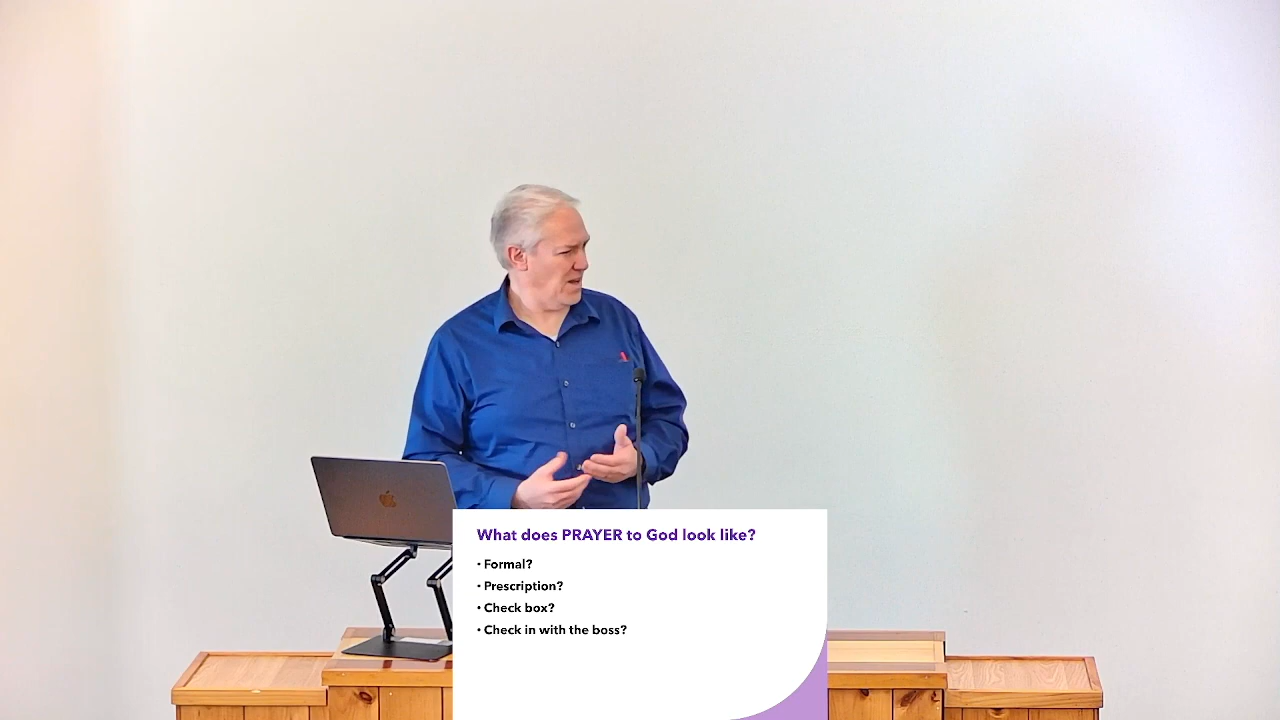 What does PRAYER to God look like?
• Formal?
• Prescription?
• Check box?
• Check in with the boss?